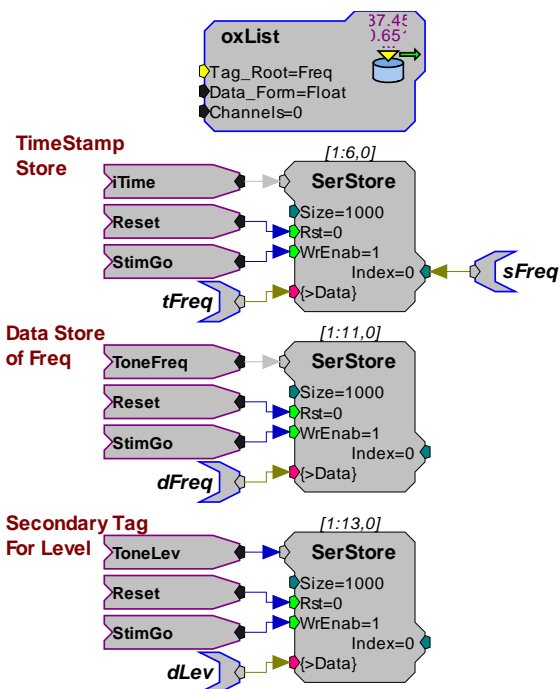 37.45
0.651
...
oxList
Tag_Root=Freq
Data_Form=Float
Channels=0
TimeStamp
Store
[1:6,0]
iTime
SerStore
Size=1000
Reset
Rst=0
StimGo
WrEnab=1
Index=0
sFreq
{>Data}
tFreq
Data Store
of Freq
[1:11,0]
ToneFreq
SerStore
Size=1000
Reset
Rst=0
StimGo
WrEnab=1
Index=0
{>Data}
dFreq
Secondary Tag
For Level
[1:13,0]
ToneLev
SerStore
Size=1000
Reset
Rst=0
StimGo
WrEnab=1
Index=0
{>Data}
dLev